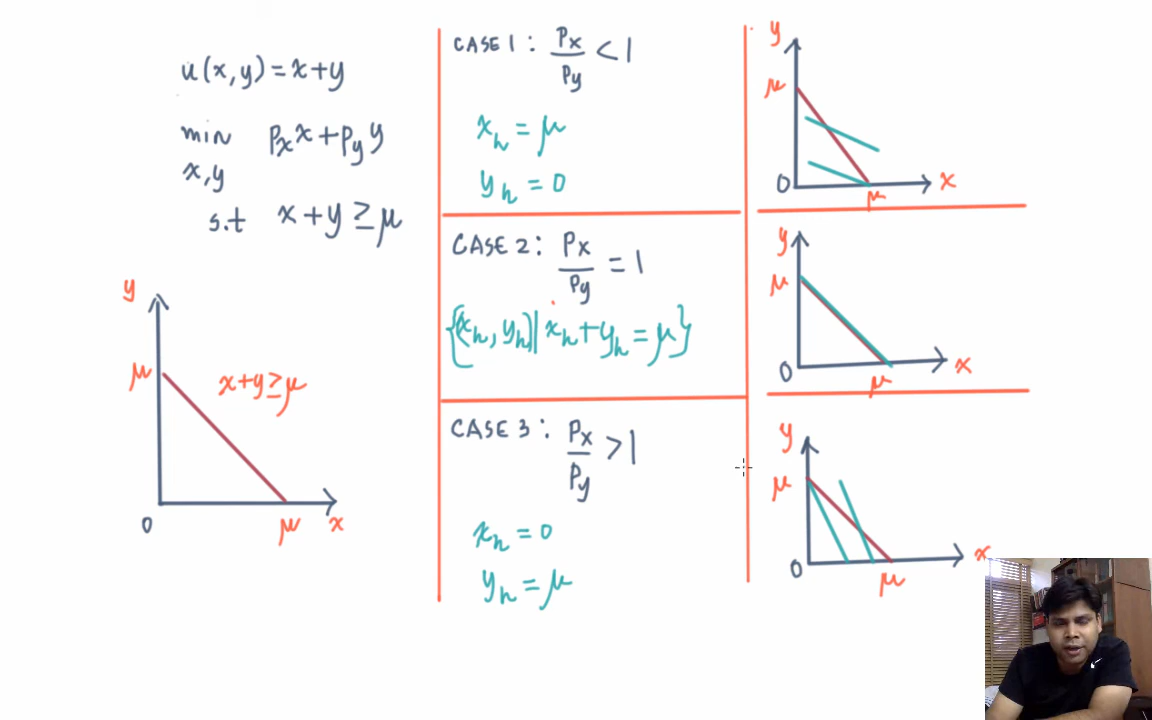 u(x,y)=x+y
min Pxx+Pyy
x,y
s.t x+y≥μ
y
μ
x+y≥μ
0
μ
x
CASE 1: Px/Py < 1
xh = μ
yh = 0
CASE 2: Px/Py = 1
{(xh, yh)| xh+yh = μ}
CASE 3: Px/Py > 1
xh = 0
yh = μ
y
μ
0
μ
x
y
μ
0
μ
x
y
μ
0
μ
x